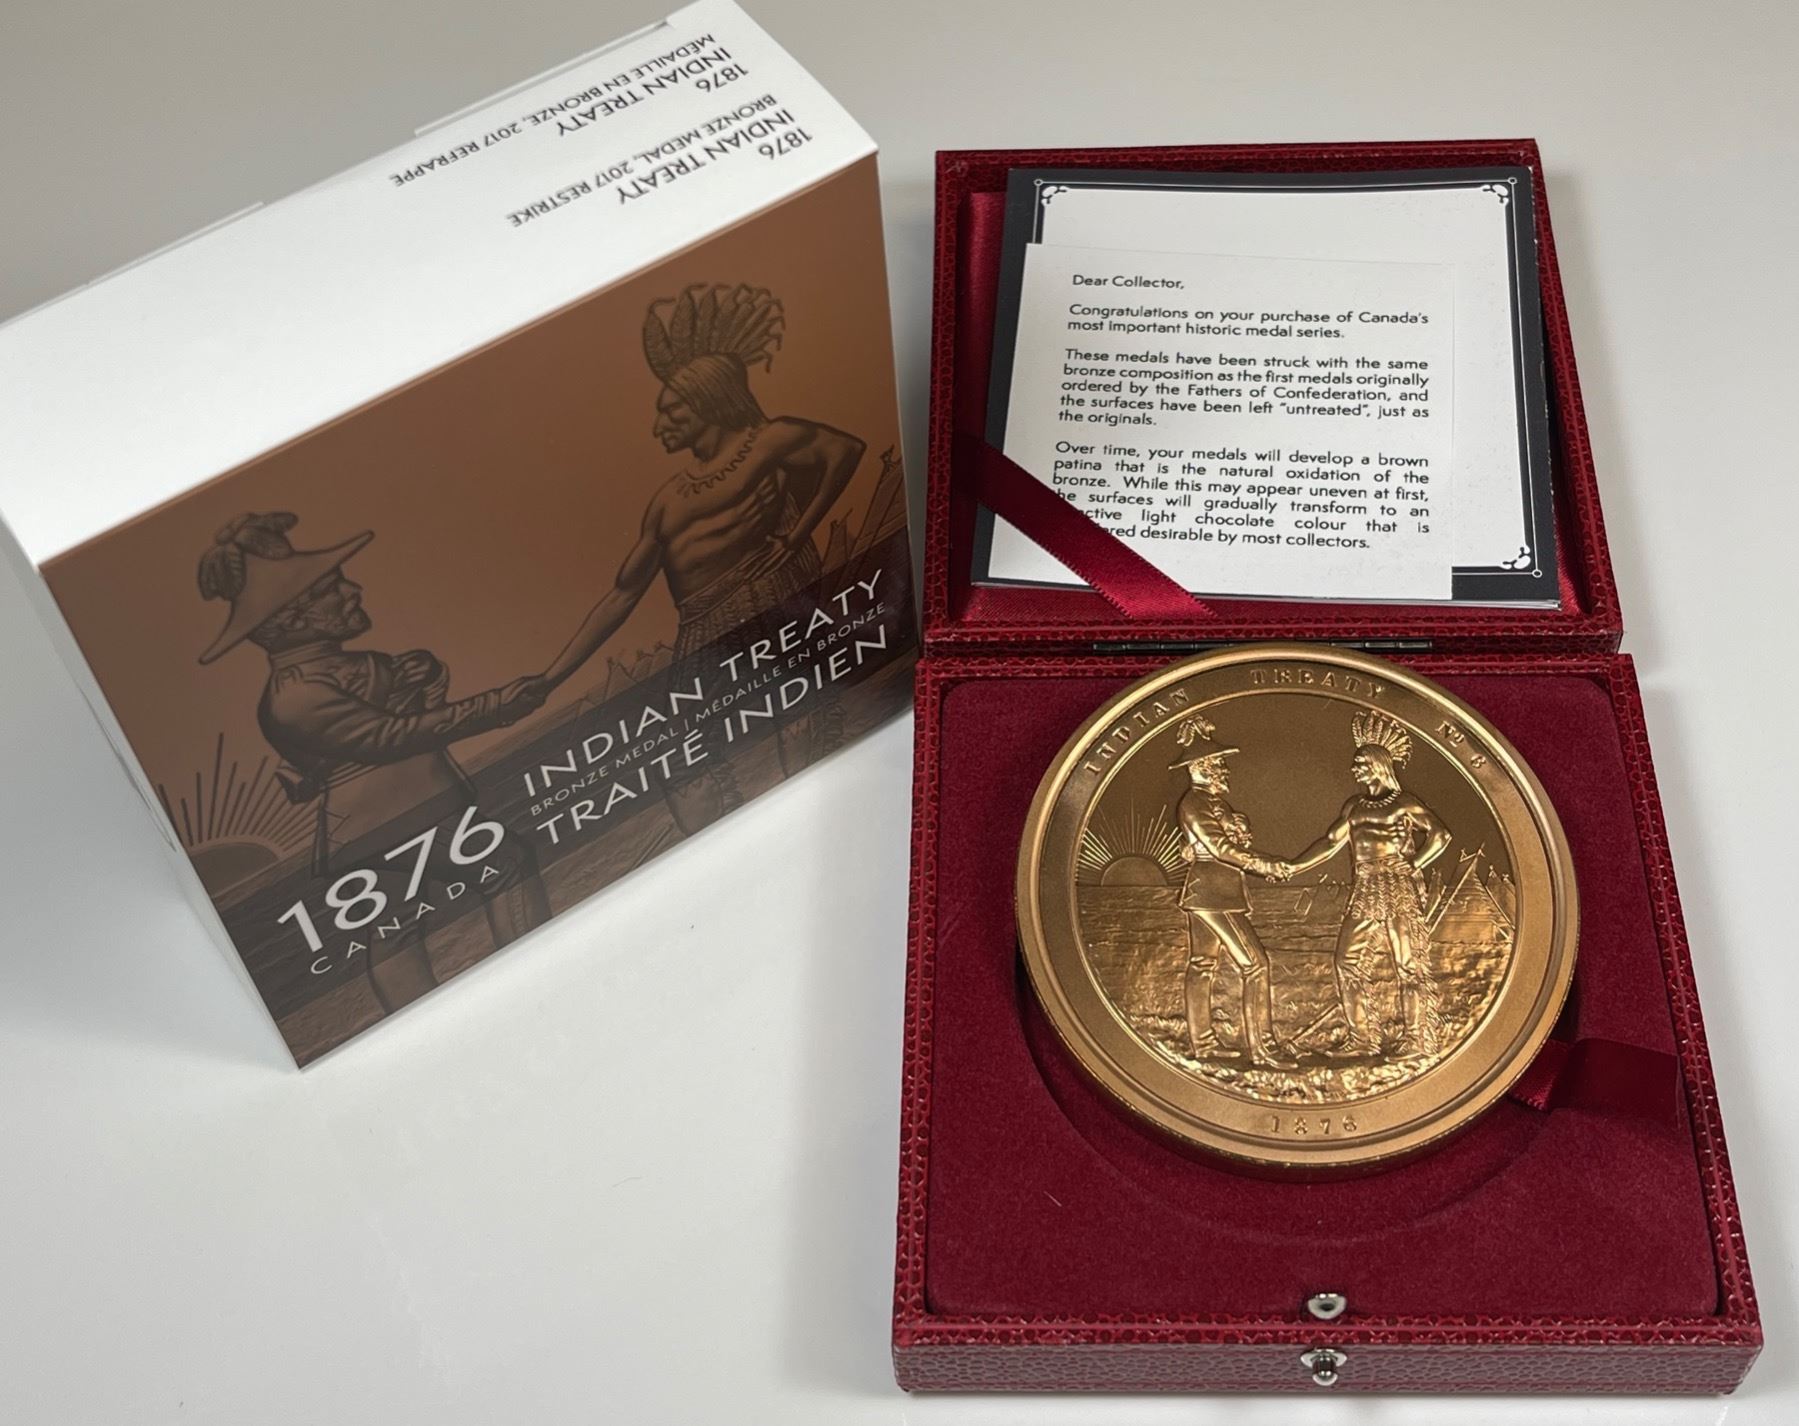 1876
INDIAN TREATY
MÉDAILLE EN BRONZE, 2017 REFRAPPE
1876
INDIAN TREATY
BRONZE MEDAL, 2017 RESTRIKE
1876
CANADA
INDIAN TREATY
BRONZE MEDAL | MÉDAILLE EN BRONZE
TRAITÉ INDIEN
Dear Collector,
Congratulations on your purchase of Canada's
most important historic medal series.
These medals have been struck with the same
bronze composition as the first medals originally
ordered by the Fathers of Confederation, and
the surfaces have been left "untreated", just as
the originals.
Over time, your medals will develop a brown
patina that is the natural oxidation of the
bronze. While this may appear uneven at first,
he surfaces will gradually transform to an
active light chocolate colour that is
ered desirable by most collectors.
INDIAN TREATY No 6
1876